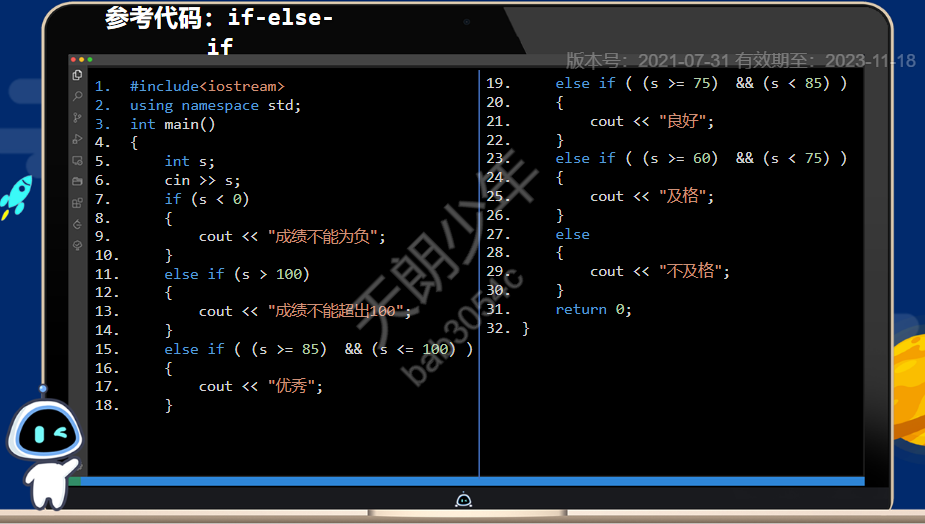 参考代码：if-else-
if
版本号：2021-07-31 有效期至：2023-11-18
1. #include<iostream>
2. using namespace std;
3. int main()
4. {
5.     int s;
6.     cin >> s;
7.     if (s < 0)
8.     {
9.         cout << "成绩不能为负";
10.     }
11.     else if (s > 100)
12.     {
13.         cout << "成绩不能超出100";
14.     }
15.     else if ( (s >= 85)  && (s <= 100) )
16.     {
17.         cout << "优秀";
18.     }
19.     else if ( (s >= 75)  && (s < 85) )
20.     {
21.         cout << "良好";
22.     }
23.     else if ( (s >= 60)  && (s < 75) )
24.     {
25.         cout << "及格";
26.     }
27.     else
28.     {
29.         cout << "不及格";
30.     }
31.     return 0;
32. }
天朗少年
bab3054c